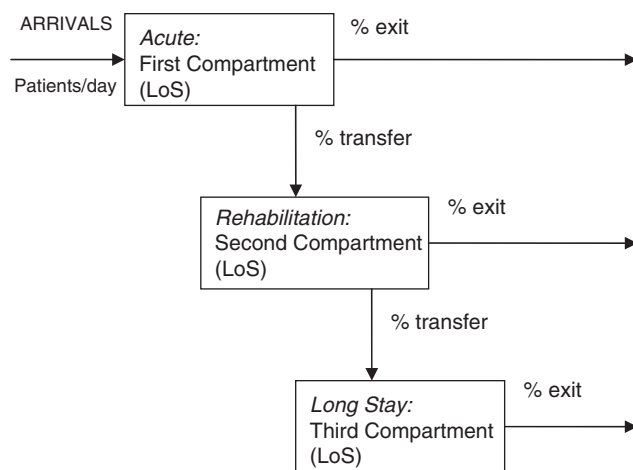 ARRIVALS
Patients/day
Acute:
First Compartment
(LoS)
% exit
% transfer
Rehabilitation:
Second Compartment
(LoS)
% exit
% transfer
Long Stay:
Third Compartment
(LoS)
% exit